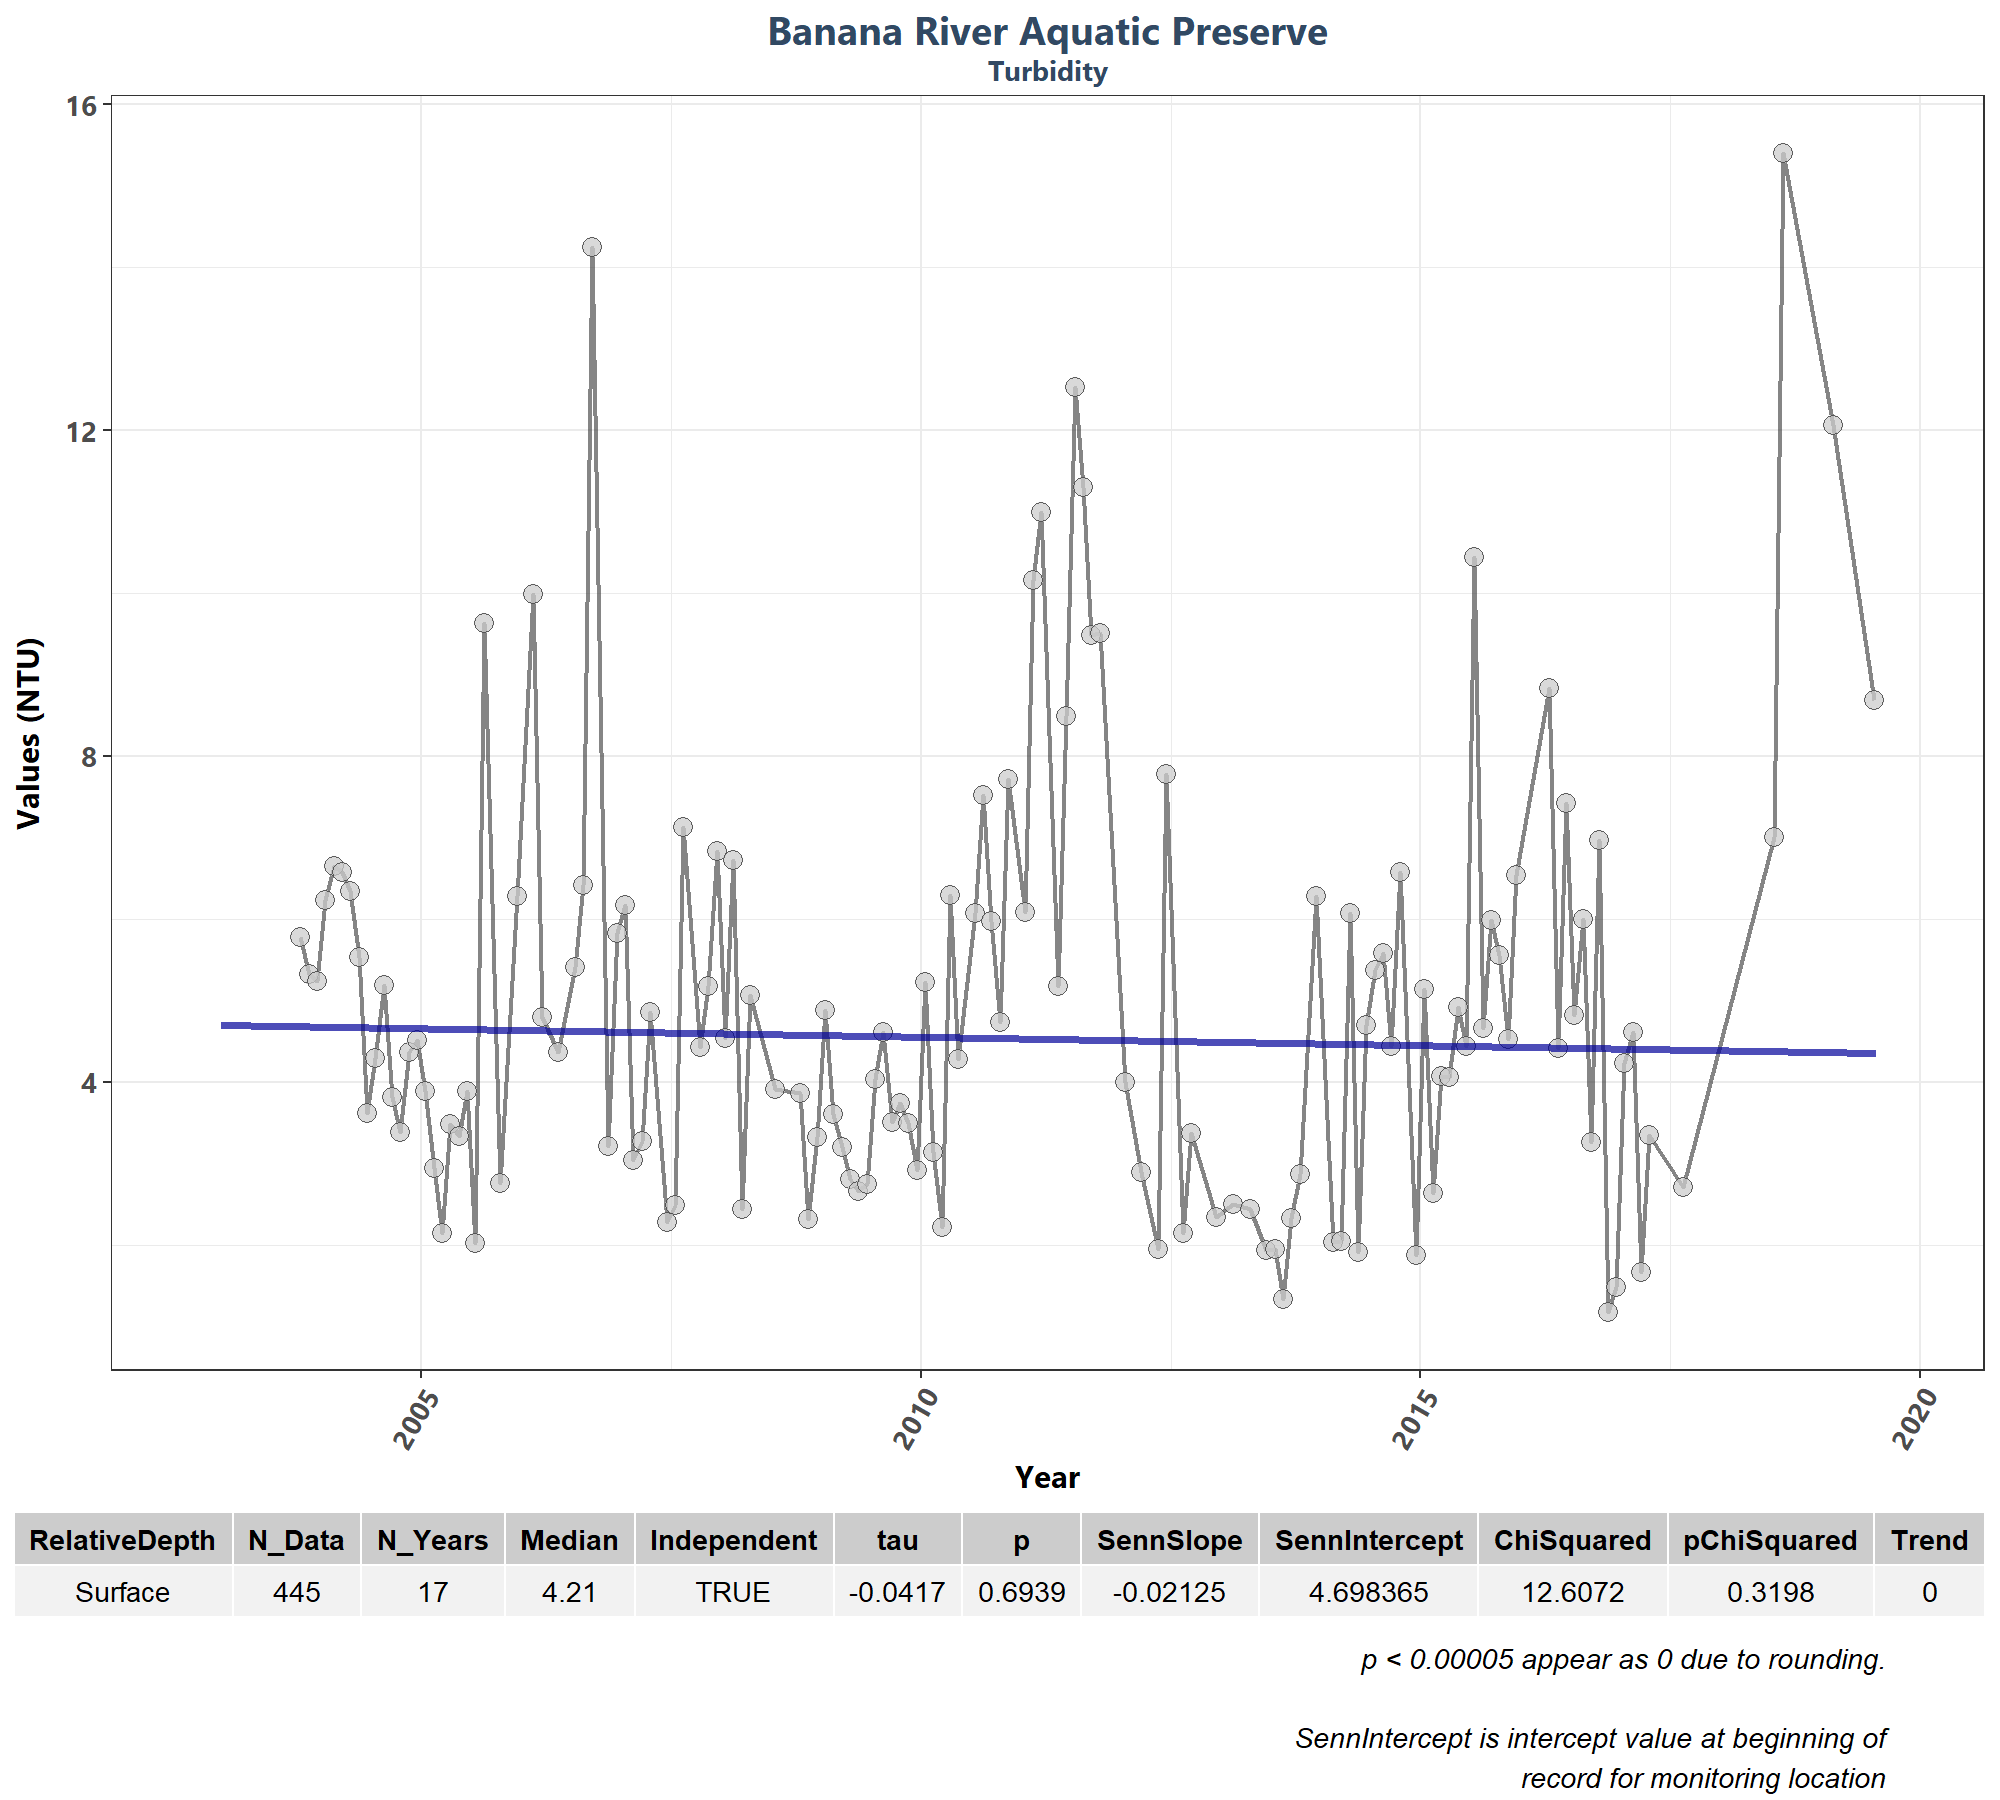 Banana River Aquatic Preserve
Turbidity
16
12
8
4
Values (NTU)
2005 2010 2015 2020
Year
RelativeDepth N_Data N_Years Median Independent tau p SennSlope SennIntercept ChiSquared pChiSquared Trend
Surface 445 17 4.21 TRUE -0.0417 0.6939 -0.02125 4.698365 12.6072 0.3198 0
p < 0.00005 appear as 0 due to rounding.
SennIntercept is intercept value at beginning of
record for monitoring location